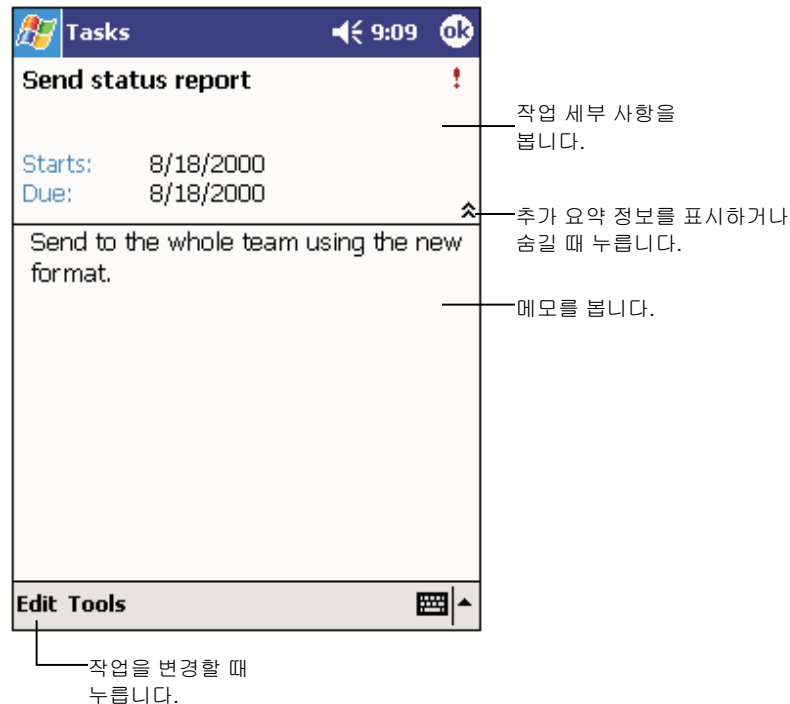 Tasks 9:09 ok
Send status report !
작업 세부 사항을
봅니다.
Starts: 8/18/2000
Due: 8/18/2000
추가 요약 정보를 표시하거나
숨길 때 누릅니다.
Send to the whole team using the new
format.
메모를 봅니다.
Edit Tools
작업을 변경할 때
누릅니다.